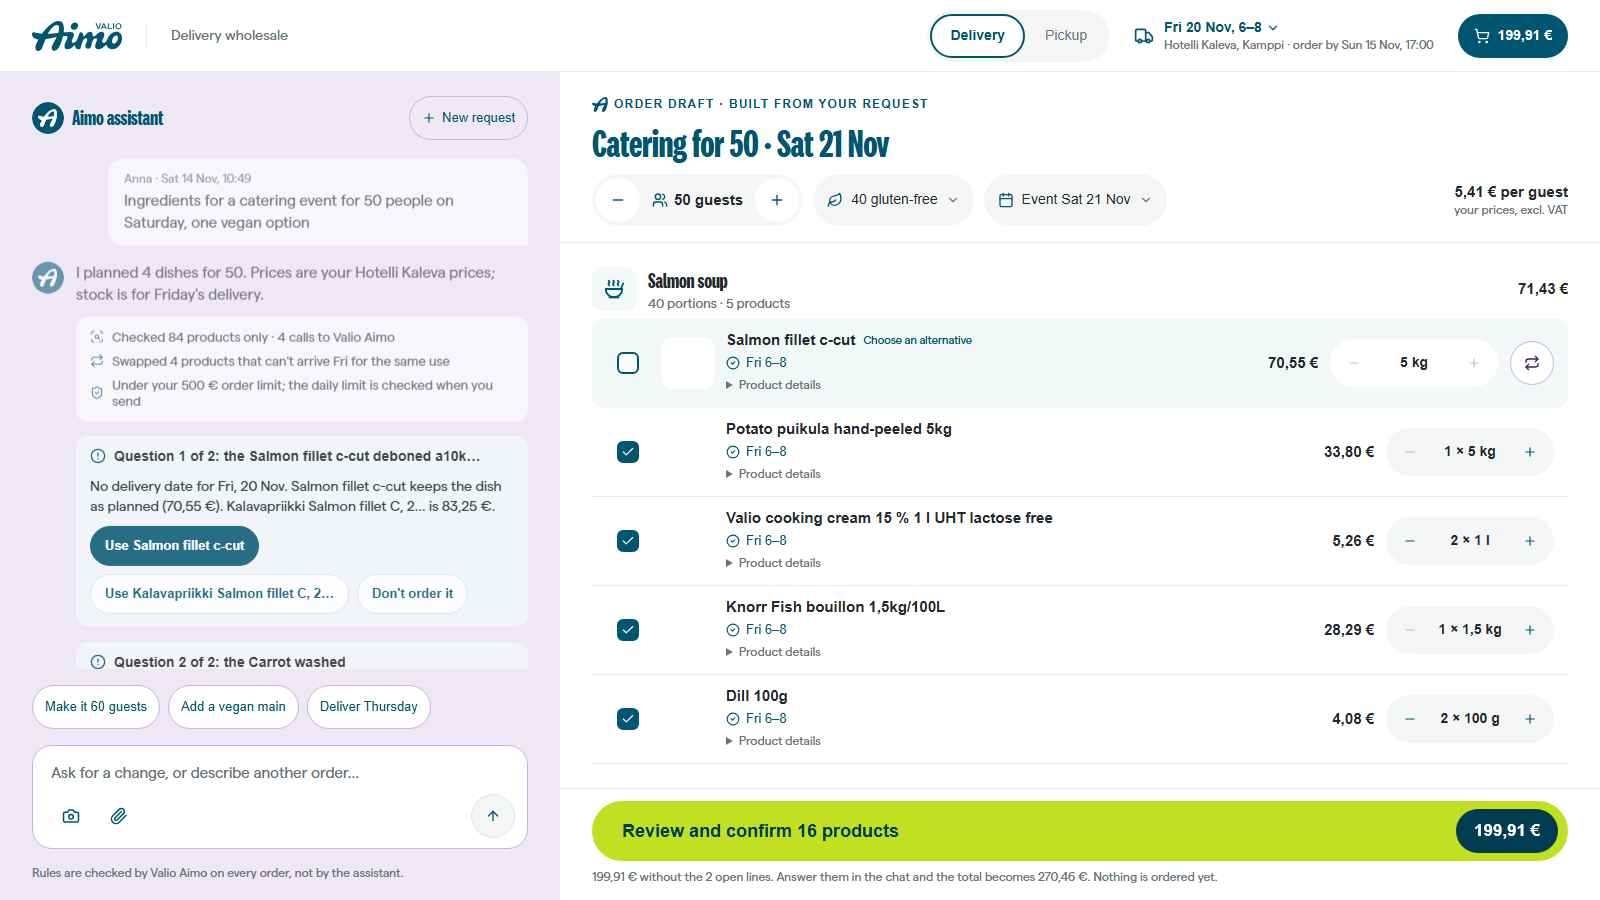 Aimo VALIO
Delivery wholesale
Delivery
Pickup
Fri 20 Nov, 6–8
Hotelli Kaleva, Kamppi · order by Sun 15 Nov, 17:00
199,91 €
Aimo assistant
+ New request
Anna · Sat 14 Nov, 10:49
Ingredients for a catering event for 50 people on
Saturday, one vegan option
I planned 4 dishes for 50. Prices are your Hotelli Kaleva prices;
stock is for Friday's delivery.
Checked 84 products only · 4 calls to Valio Aimo
Swapped 4 products that can't arrive Fri for the same use
Under your 500 € order limit; the daily limit is checked when you
send
Question 1 of 2: the Salmon fillet c-cut deboned a10k...
No delivery date for Fri, 20 Nov. Salmon fillet c-cut keeps the dish
as planned (70,55 €). Kalavapriikki Salmon fillet C, 2... is 83,25 €.
Use Salmon fillet c-cut
Use Kalavapriikki Salmon fillet C, 2...
Don't order it
Question 2 of 2: the Carrot washed
Make it 60 guests
Add a vegan main
Deliver Thursday
Ask for a change, or describe another order...
Rules are checked by Valio Aimo on every order, not by the assistant.
ORDER DRAFT · BUILT FROM YOUR REQUEST
Catering for 50 · Sat 21 Nov
− 50 guests +
40 gluten-free
Event Sat 21 Nov
5,41 € per guest
your prices, excl. VAT
Salmon soup
40 portions · 5 products
71,43 €
Salmon fillet c-cut Choose an alternative
Fri 6–8
Product details
70,55 €
− 5 kg +
Potato puikula hand-peeled 5kg
Fri 6–8
Product details
33,80 €
− 1 × 5 kg +
Valio cooking cream 15 % 1 l UHT lactose free
Fri 6–8
Product details
5,26 €
− 2 × 1 l +
Knorr Fish bouillon 1,5kg/100L
Fri 6–8
Product details
28,29 €
− 1 × 1,5 kg +
Dill 100g
Fri 6–8
Product details
4,08 €
− 2 × 100 g +
Review and confirm 16 products
199,91 €
199,91 € without the 2 open lines. Answer them in the chat and the total becomes 270,46 €. Nothing is ordered yet.